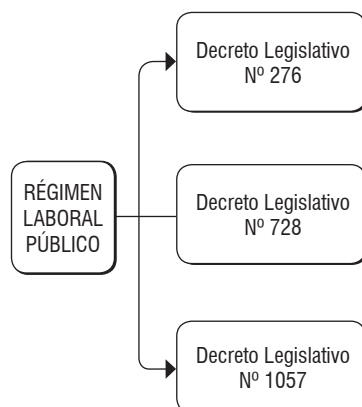 Decreto Legislativo
Nº 276
RÉGIMEN
LABORAL
PÚBLICO
Decreto Legislativo
Nº 728
Decreto Legislativo
Nº 1057